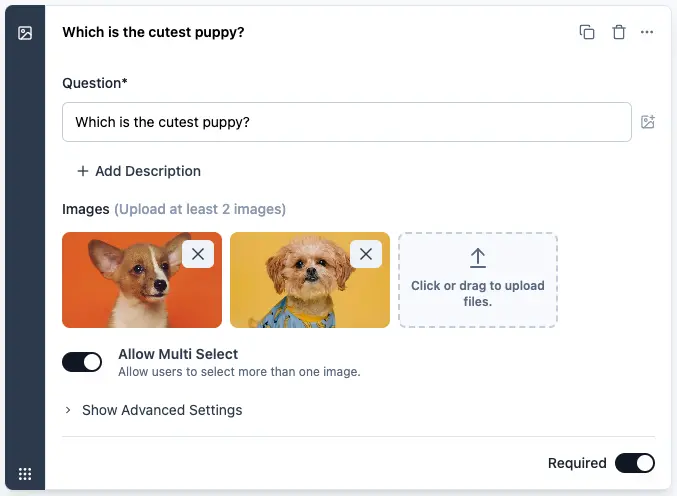 Which is the cutest puppy?
Question*
Which is the cutest puppy?
+ Add Description
Images (Upload at least 2 images)
Click or drag to upload
files.
Allow Multi Select
Allow users to select more than one image.
Show Advanced Settings
Required